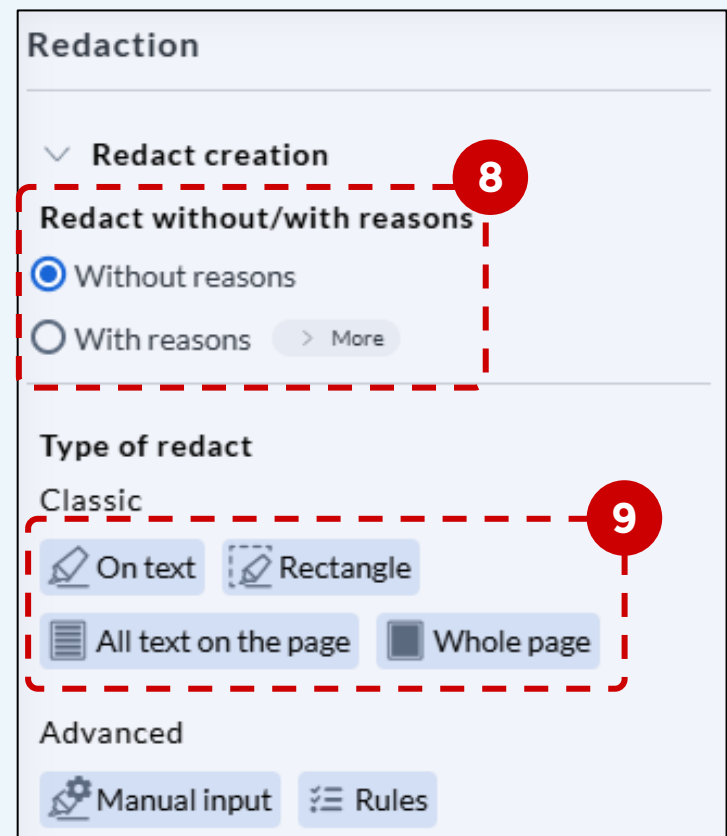 Redaction
Redact creation
8
Redact without/with reasons
Without reasons
With reasons > More
Type of redact
Classic
9
On text Rectangle
All text on the page Whole page
Advanced
Manual input Rules